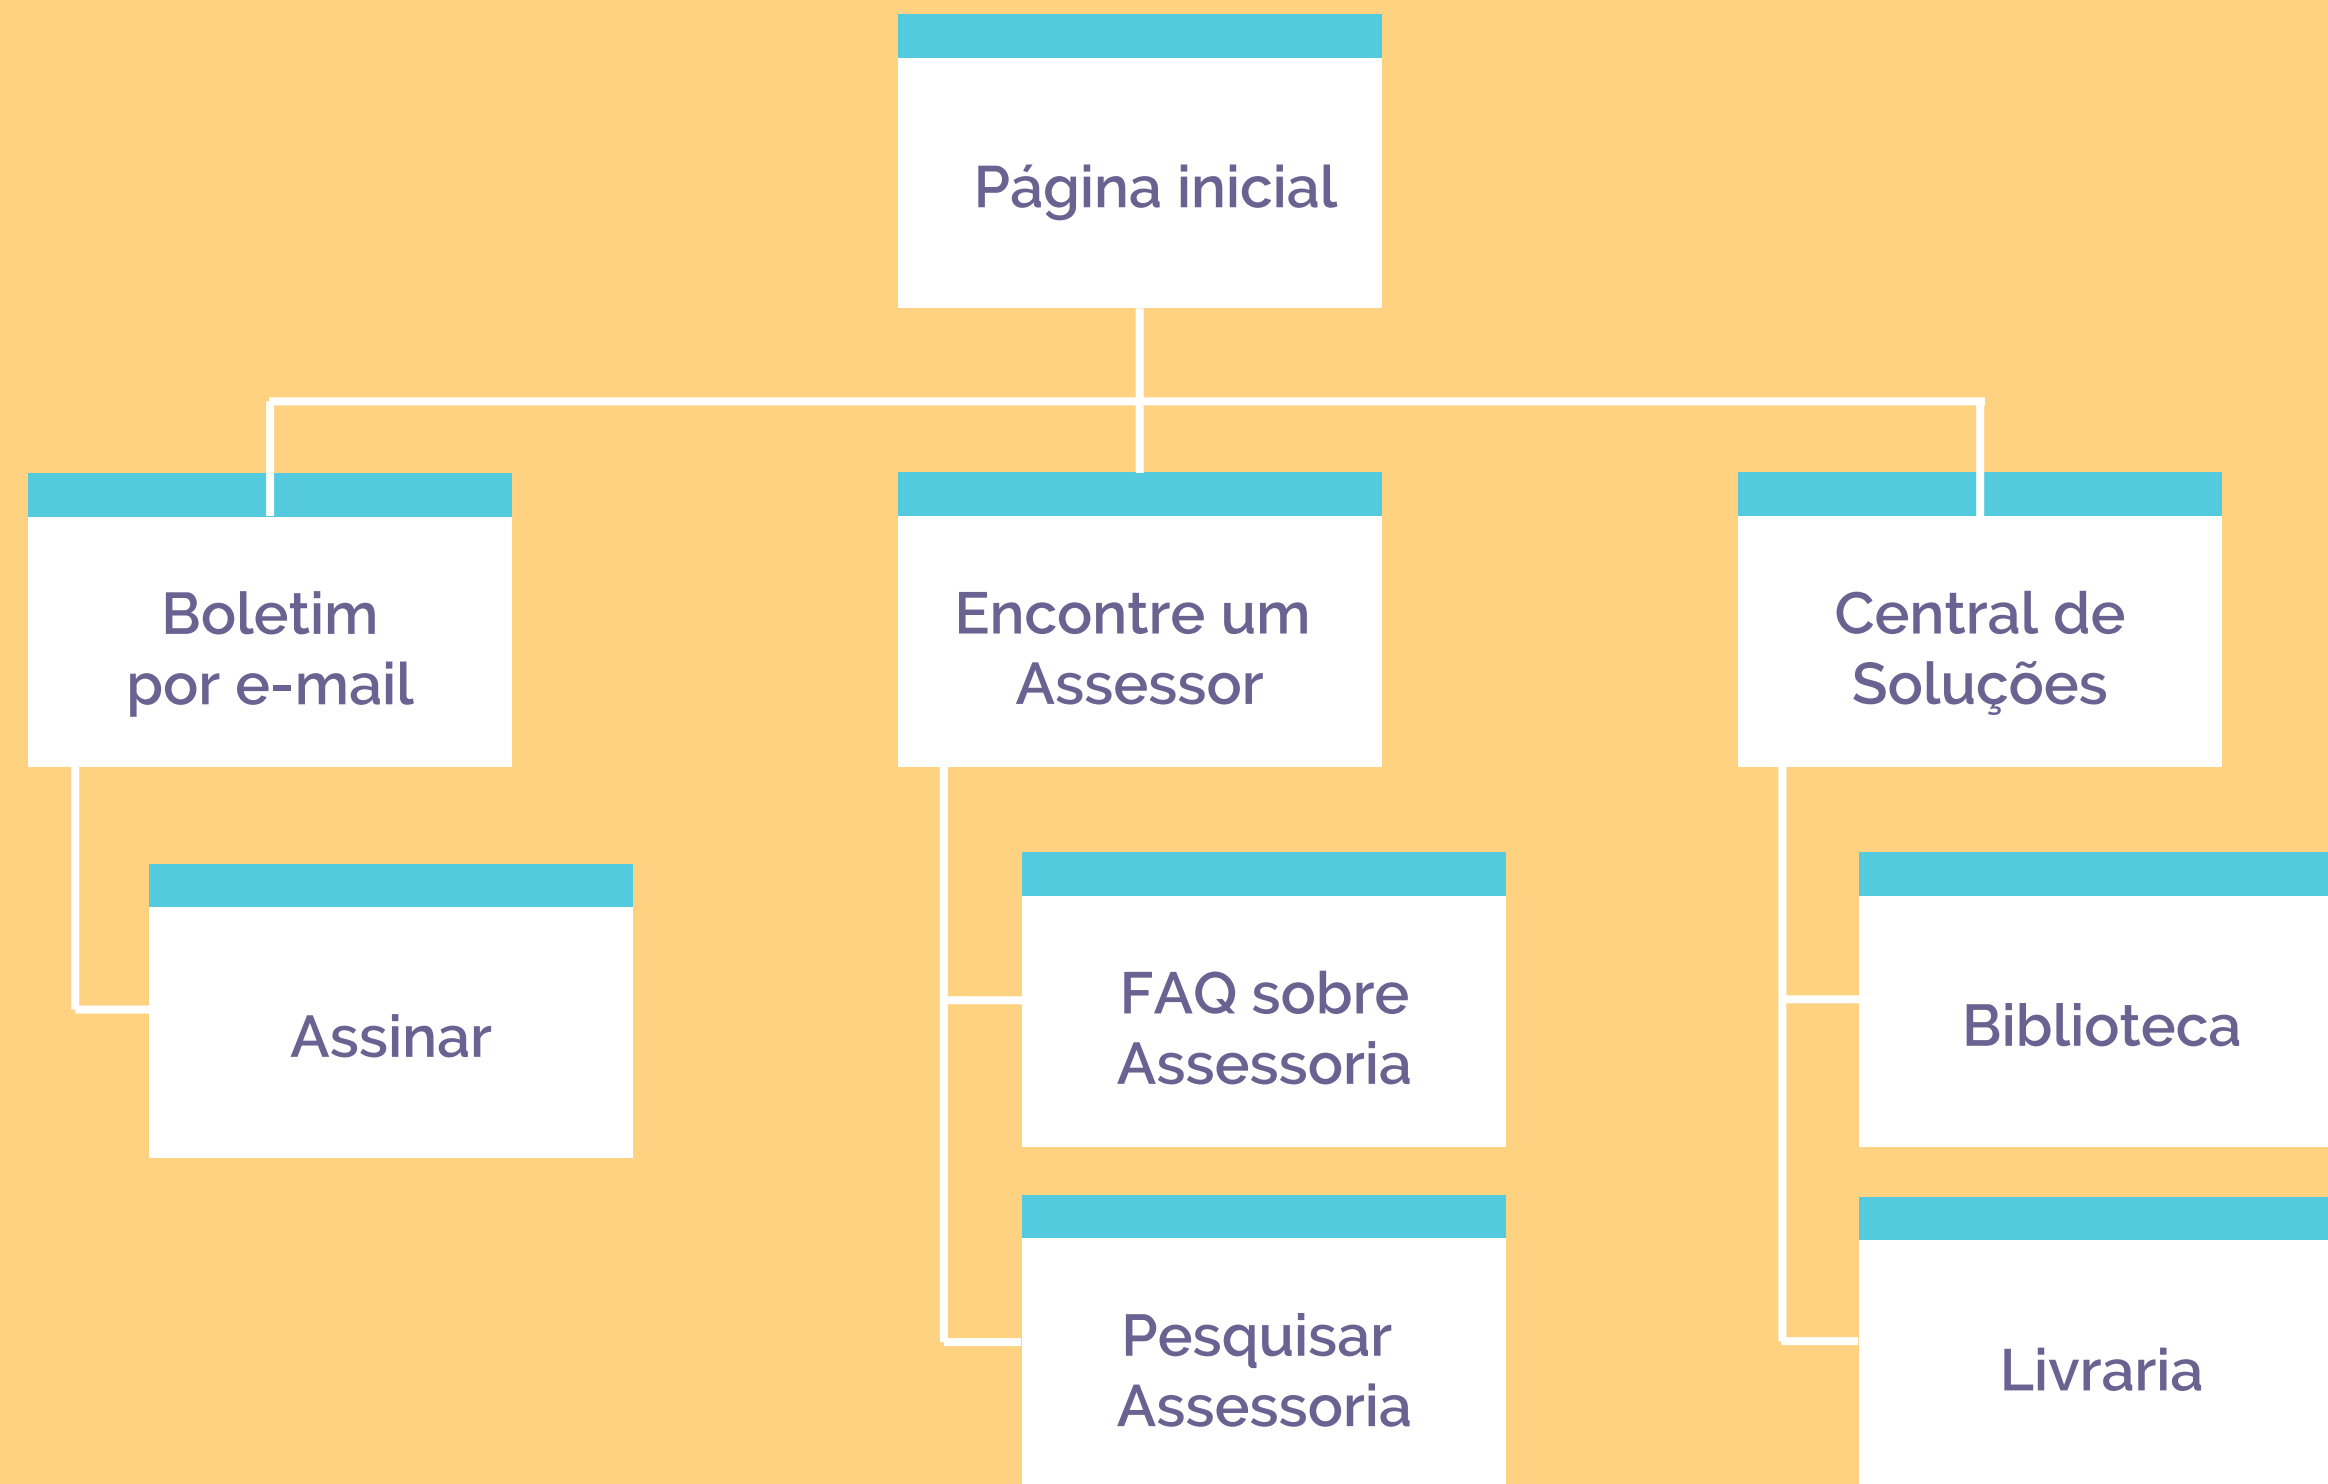 Página inicial
Boletim
por e-mail
Encontre um
Assessor
Central de
Soluções
Assinar
FAQ sobre
Assessoria
Biblioteca
Pesquisar
Assessoria
Livraria